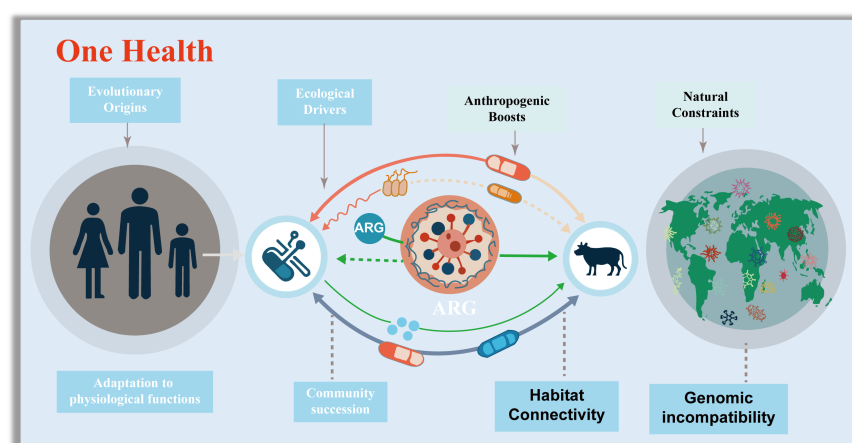 One Health
Evolutionary
Origins
Ecological
Drivers
Anthropogenic
Boosts
Natural
Constraints
ARG
ARG
Adaptation to
physiological functions
Community
succession
Habitat
Connectivity
Genomic
incompatibility